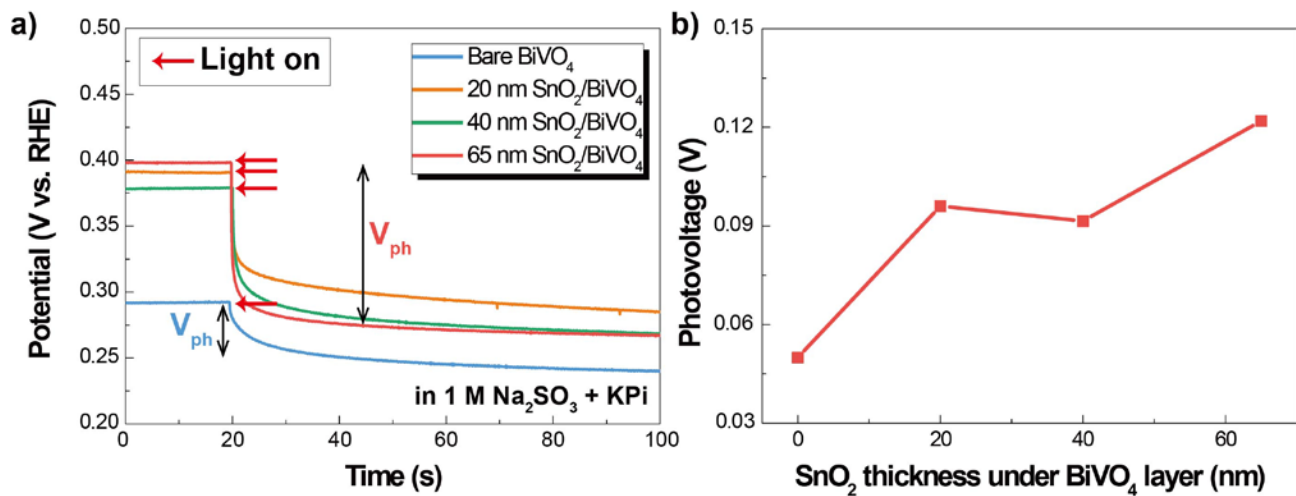 a)
Light on
Bare BiVO₄
20 nm SnO₂/BiVO₄
40 nm SnO₂/BiVO₄
65 nm SnO₂/BiVO₄
Potential (V vs. RHE)
0.50
0.45
0.40
0.35
0.30
0.25
0.20
Vph
Vph
in 1 M Na₂SO₃ + KPi
0 20 40 60 80 100
Time (s)
b)
Photovoltage (V)
0.15
0.12
0.09
0.06
0.03
0 20 40 60
SnO₂ thickness under BiVO₄ layer (nm)